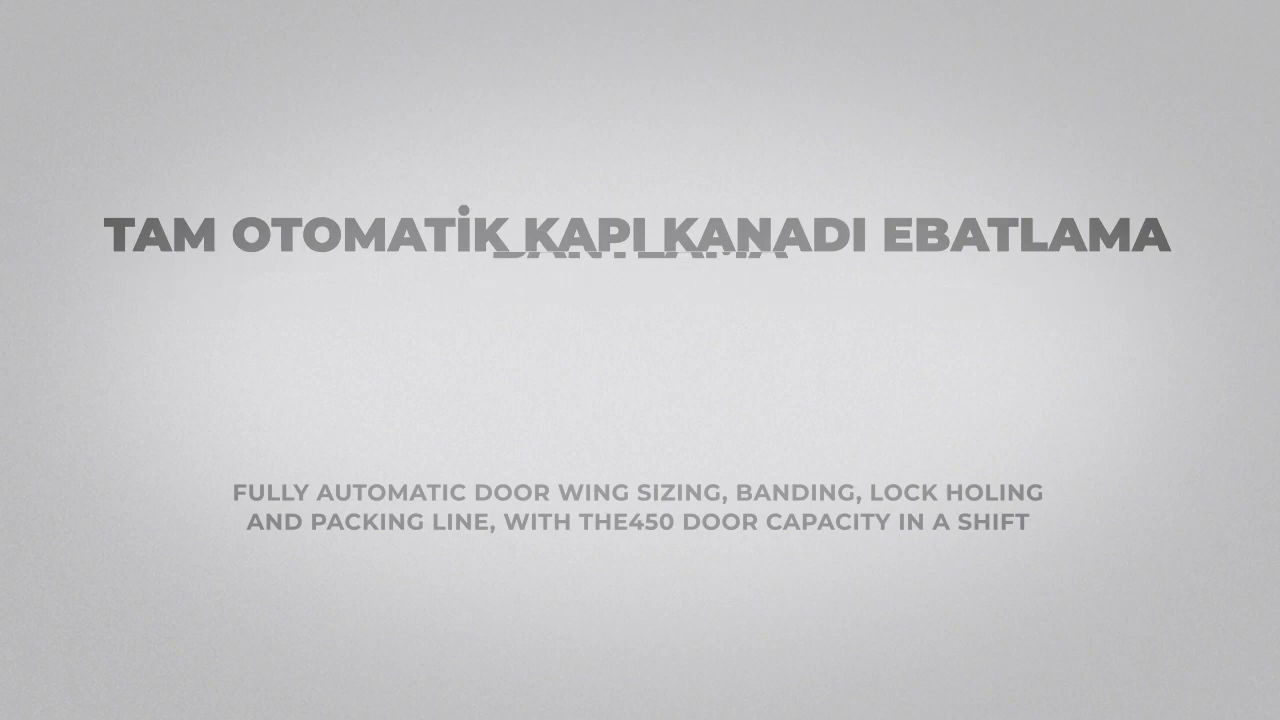 TAM OTOMATİK KAPI KANADI EBATLAMA
FULLY AUTOMATIC DOOR WING SIZING, BANDING, LOCK HOLING
AND PACKING LINE, WITH THE450 DOOR CAPACITY IN A SHIFT